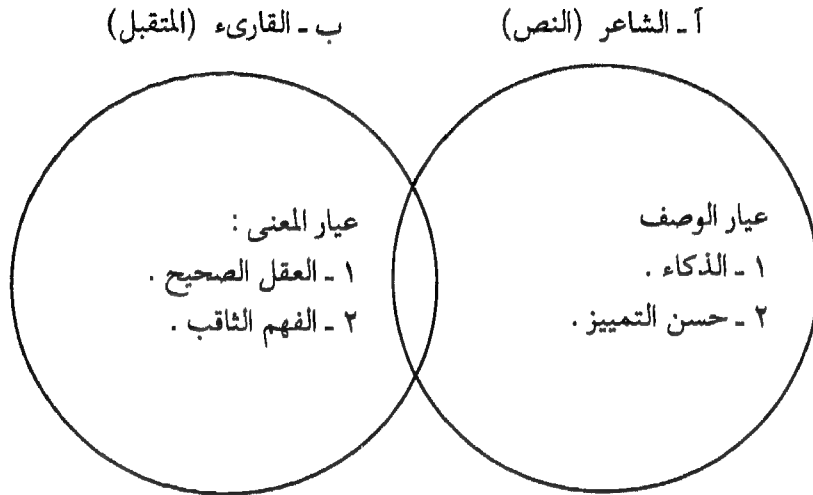 آ ـ الشاعر (النص)
ب ـ القارىء (المتقبل)
عيار الوصف
١ ـ الذكاء .
٢ ـ حسن التمييز .
عيار المعنى :
١ ـ العقل الصحيح .
٢ ـ الفهم الثاقب .